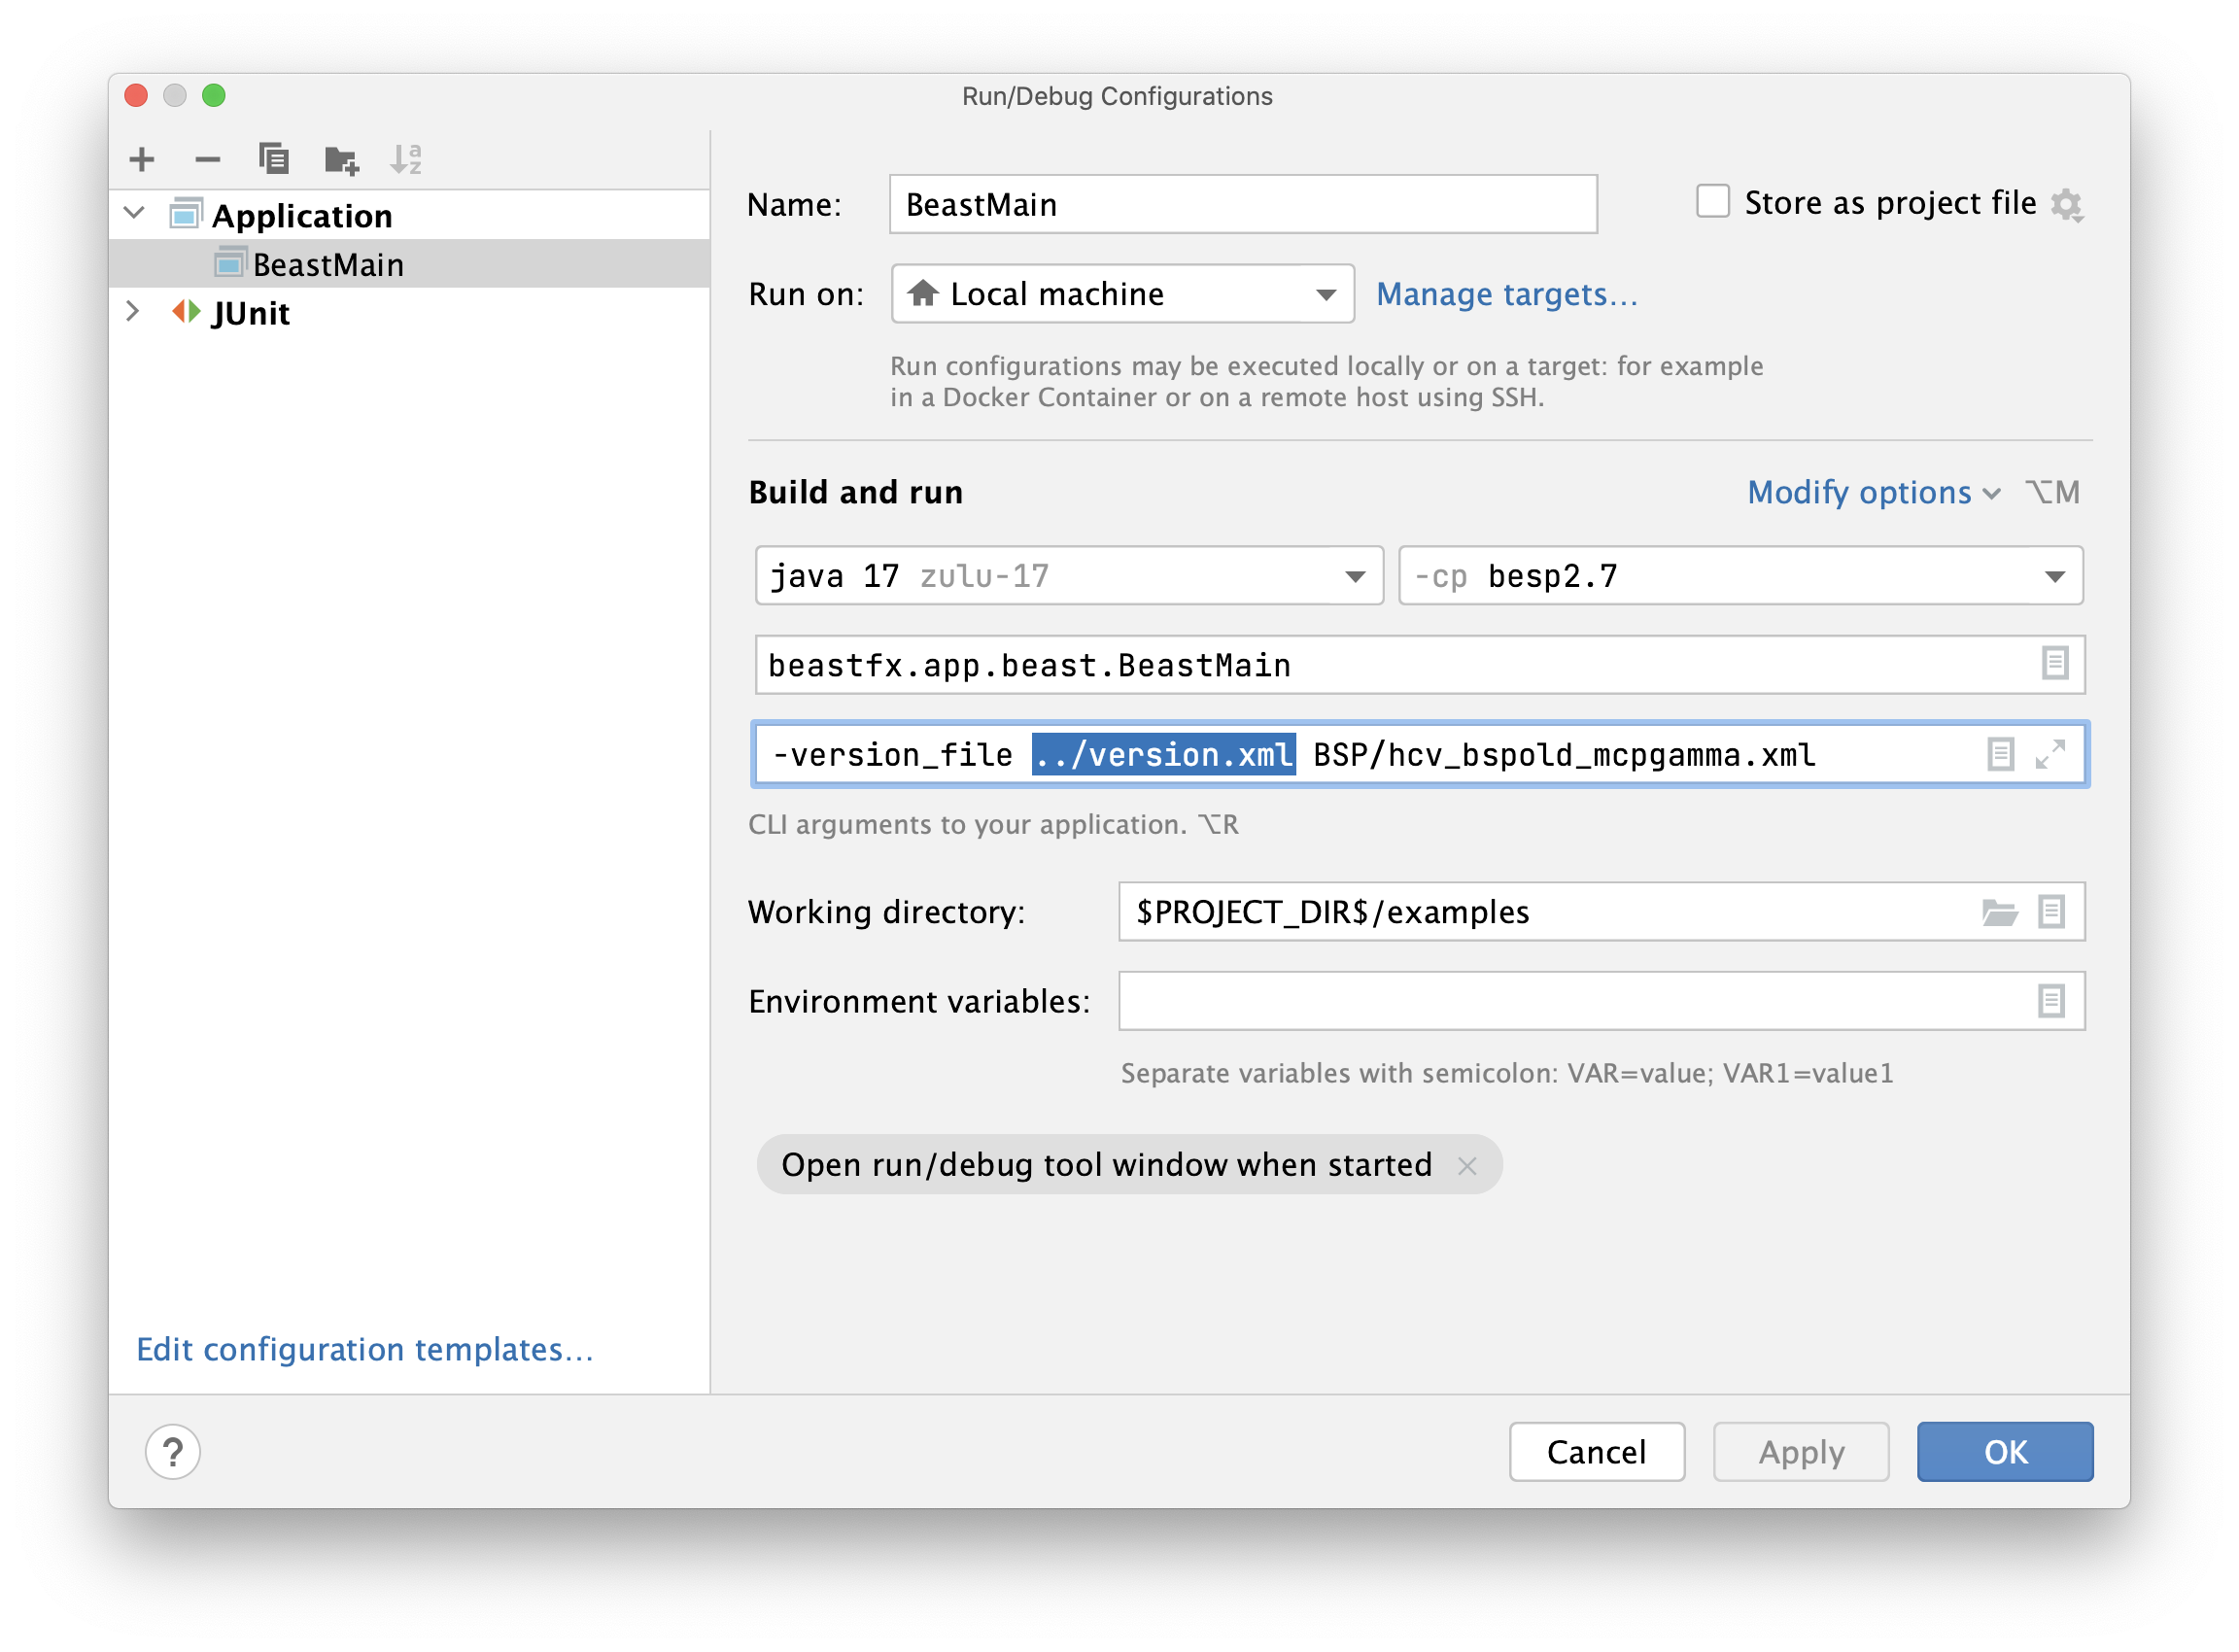 Run/Debug Configurations
Application
BeastMain
JUnit
Edit configuration templates...
Name: BeastMain
Store as project file
Run on: Local machine Manage targets...
Run configurations may be executed locally or on a target: for example
in a Docker Container or on a remote host using SSH.
Build and run
Modify options ⌥M
java 17 zulu-17
-cp besp2.7
beastfx.app.beast.BeastMain
-version_file ../version.xml BSP/hcv_bspold_mcpgamma.xml
CLI arguments to your application. ⌥R
Working directory: $PROJECT_DIR$/examples
Environment variables:
Separate variables with semicolon: VAR=value; VAR1=value1
Open run/debug tool window when started
?
Cancel
Apply
OK